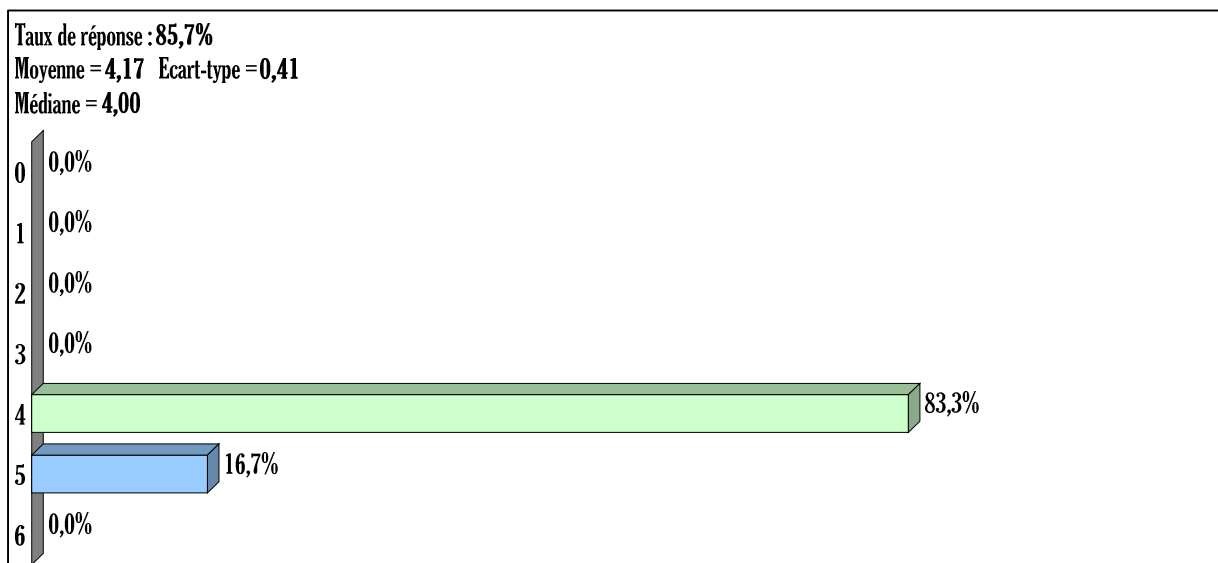 Taux de réponse : 85,7%
Moyenne = 4,17 Ecart-type = 0,41
Médiane = 4,00
0 0,0%
1 0,0%
2 0,0%
3 0,0%
4 83,3%
5 16,7%
6 0,0%